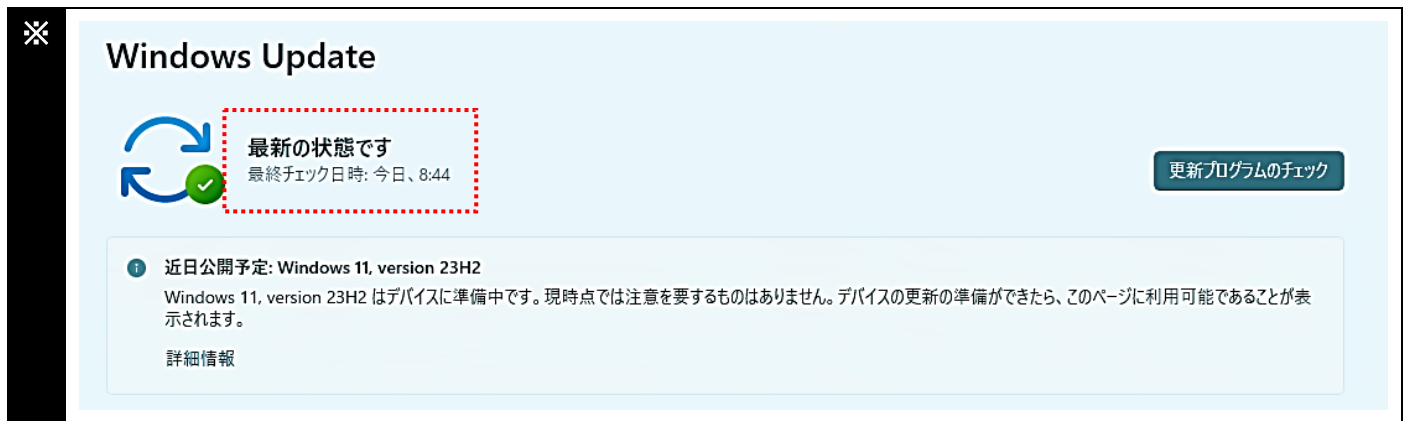 ※
Windows Update
最新の状態です
最終チェック日時: 今日、8:44
更新プログラムのチェック
近日公開予定: Windows 11, version 23H2
Windows 11, version 23H2 はデバイスに準備中です。現時点では注意を要するものはありません。デバイスの更新の準備ができたら、このページに利用可能であることが表
示されます。
詳細情報